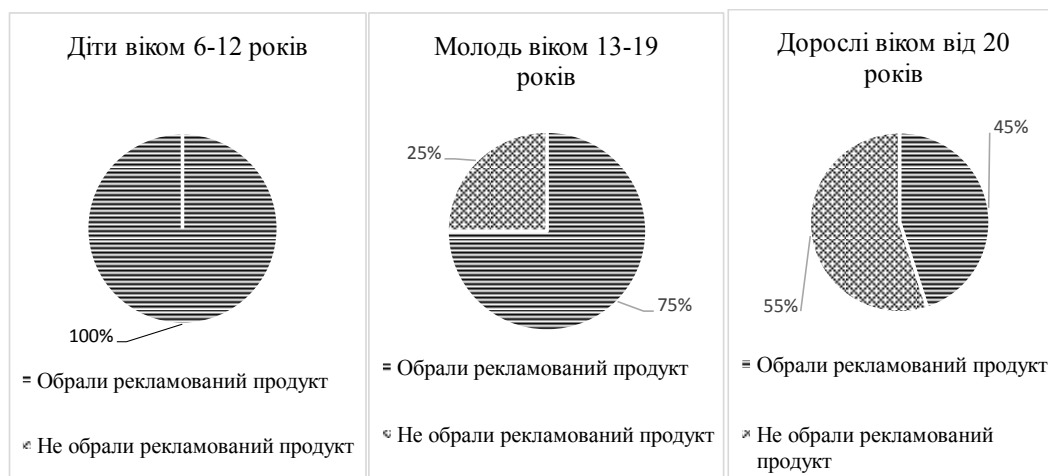 Діти віком 6-12 років
100%
Обрали рекламований продукт
Не обрали рекламований продукт
Молодь віком 13-19
років
25%
75%
Обрали рекламований продукт
Не обрали рекламований продукт
Дорослі віком від 20
років
45%
55%
Обрали рекламований продукт
Не обрали рекламований
продукт